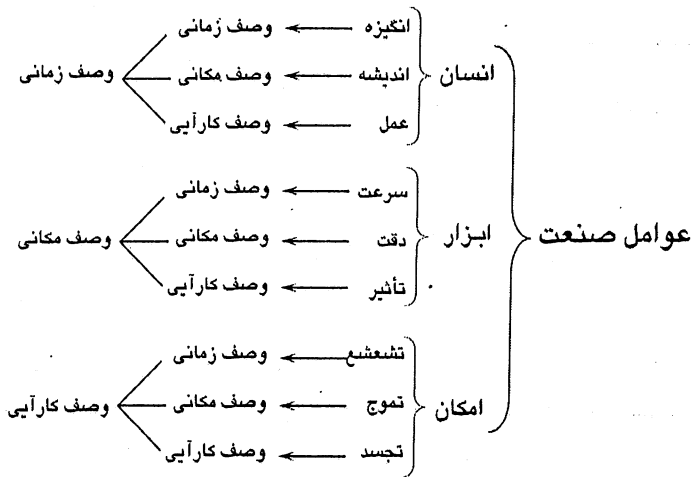 عوامل صنعت
انسان
انگیزه وصف زمانی
اندیشه وصف مکانی وصف زمانی
عمل وصف کارآیی
ابزار
سرعت وصف زمانی
دقت وصف مکانی وصف مکانی
تأثیر وصف کارآیی
امکان
تشعشع وصف زمانی
تموج وصف مکانی وصف کارآیی
تجسد وصف کارآیی